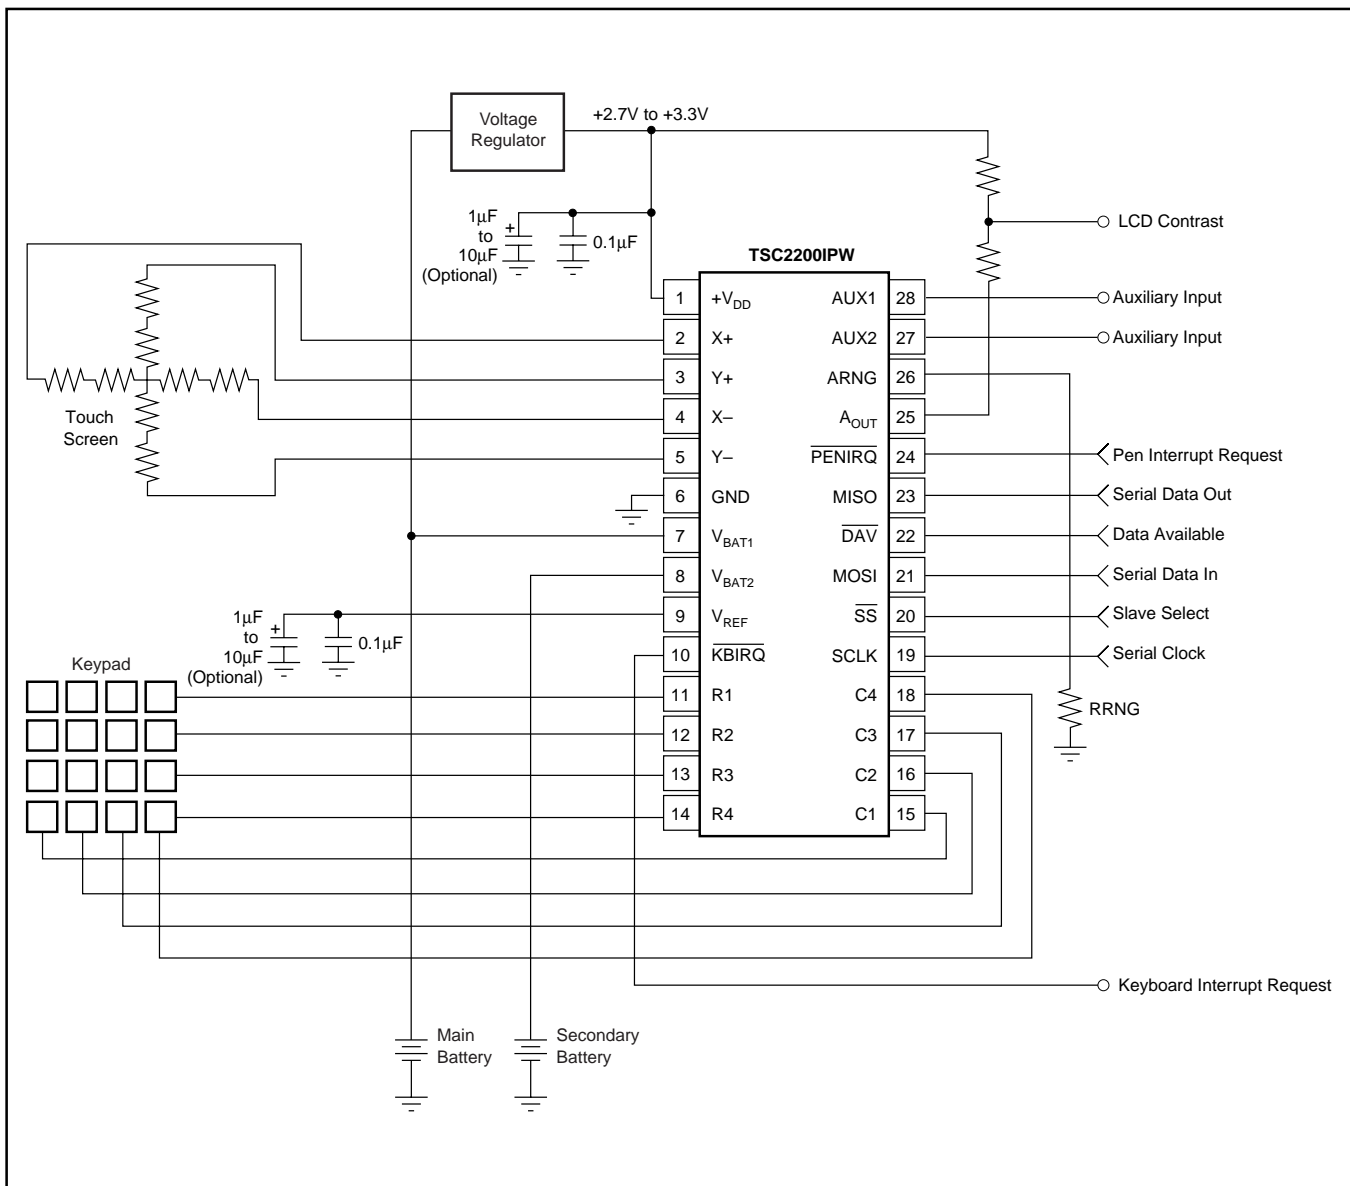 Voltage
Regulator
+2.7V to +3.3V
1µF
to
10µF
(Optional)
+
0.1µF
LCD Contrast
TSC2200IPW
1 +VDD AUX1 28 Auxiliary Input
2 X+ AUX2 27 Auxiliary Input
3 Y+ ARNG 26
4 X– AOUT 25
5 Y– PENIRQ 24 Pen Interrupt Request
6 GND MISO 23 Serial Data Out
7 VBAT1 DAV 22 Data Available
8 VBAT2 MOSI 21 Serial Data In
9 VREF SS 20 Slave Select
10 KBIRQ SCLK 19 Serial Clock
11 R1 C4 18
12 R2 C3 17
13 R3 C2 16
14 R4 C1 15
Touch
Screen
1µF
to
10µF
(Optional)
+
0.1µF
Keypad
RRNG
Keyboard Interrupt Request
Main
Battery
Secondary
Battery